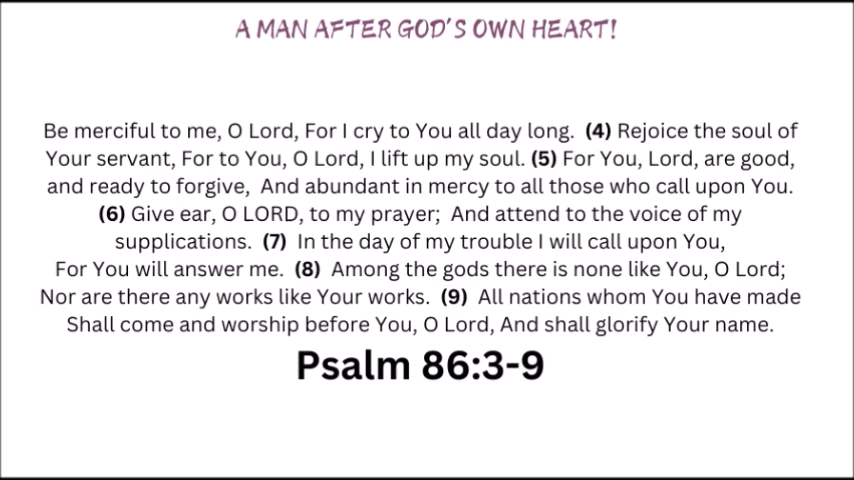 A MAN AFTER GOD'S OWN HEART!
Be merciful to me, O Lord, For I cry to You all day long. (4) Rejoice the soul of
Your servant, For to You, O Lord, I lift up my soul. (5) For You, Lord, are good,
and ready to forgive, And abundant in mercy to all those who call upon You.
(6) Give ear, O LORD, to my prayer; And attend to the voice of my
supplications. (7) In the day of my trouble I will call upon You,
For You will answer me. (8) Among the gods there is none like You, O Lord;
Nor are there any works like Your works. (9) All nations whom You have made
Shall come and worship before You, O Lord, And shall glorify Your name.
Psalm 86:3-9